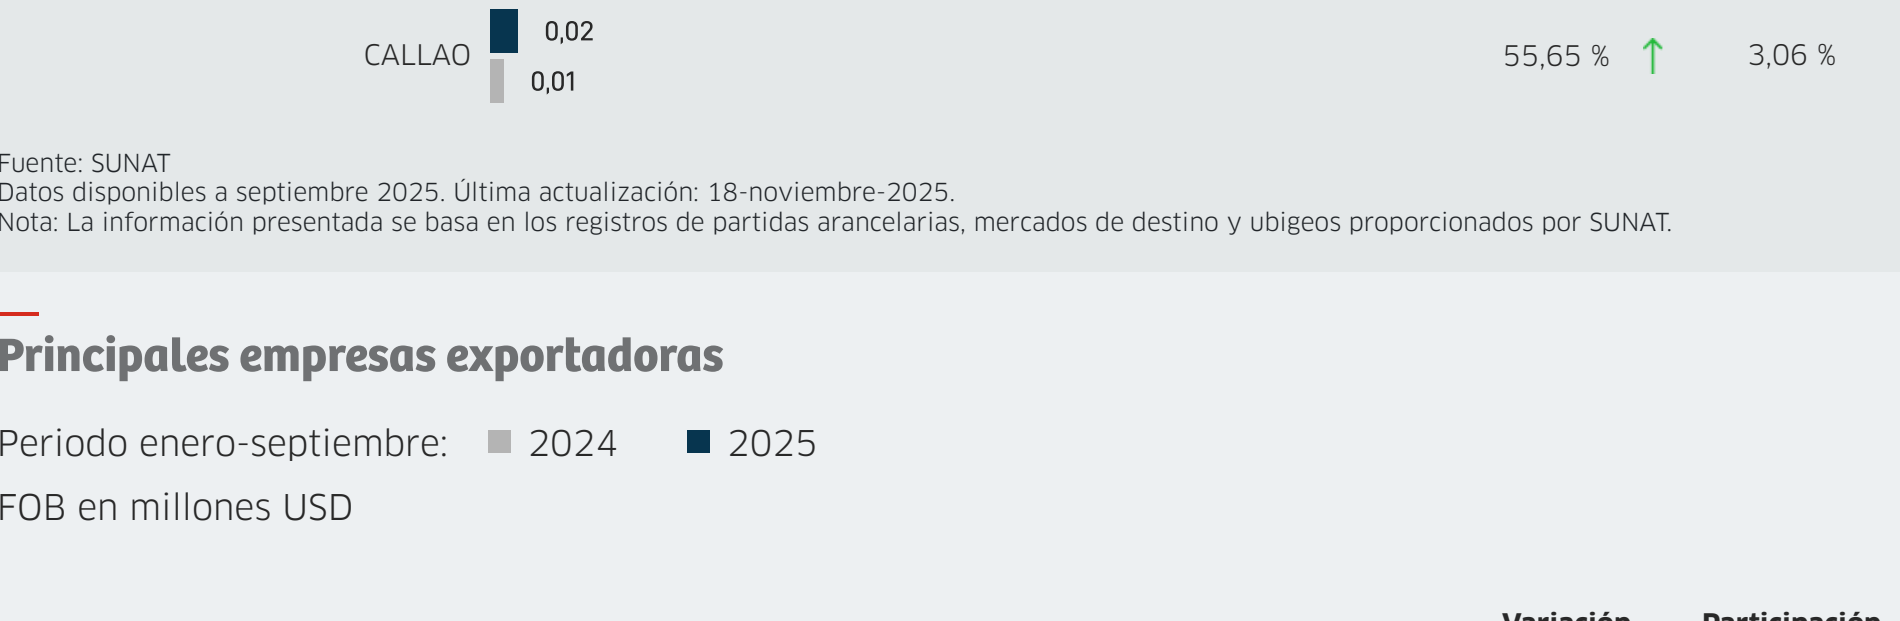 0,02
CALLAO 55,65 % 3,06 %
0,01
Fuente: SUNAT
Datos disponibles a septiembre 2025. Última actualización: 18-noviembre-2025.
Nota: La información presentada se basa en los registros de partidas arancelarias, mercados de destino y ubigeos proporcionados por SUNAT.
Principales empresas exportadoras
Periodo enero-septiembre: 2024 2025
FOB en millones USD
Variación Participación